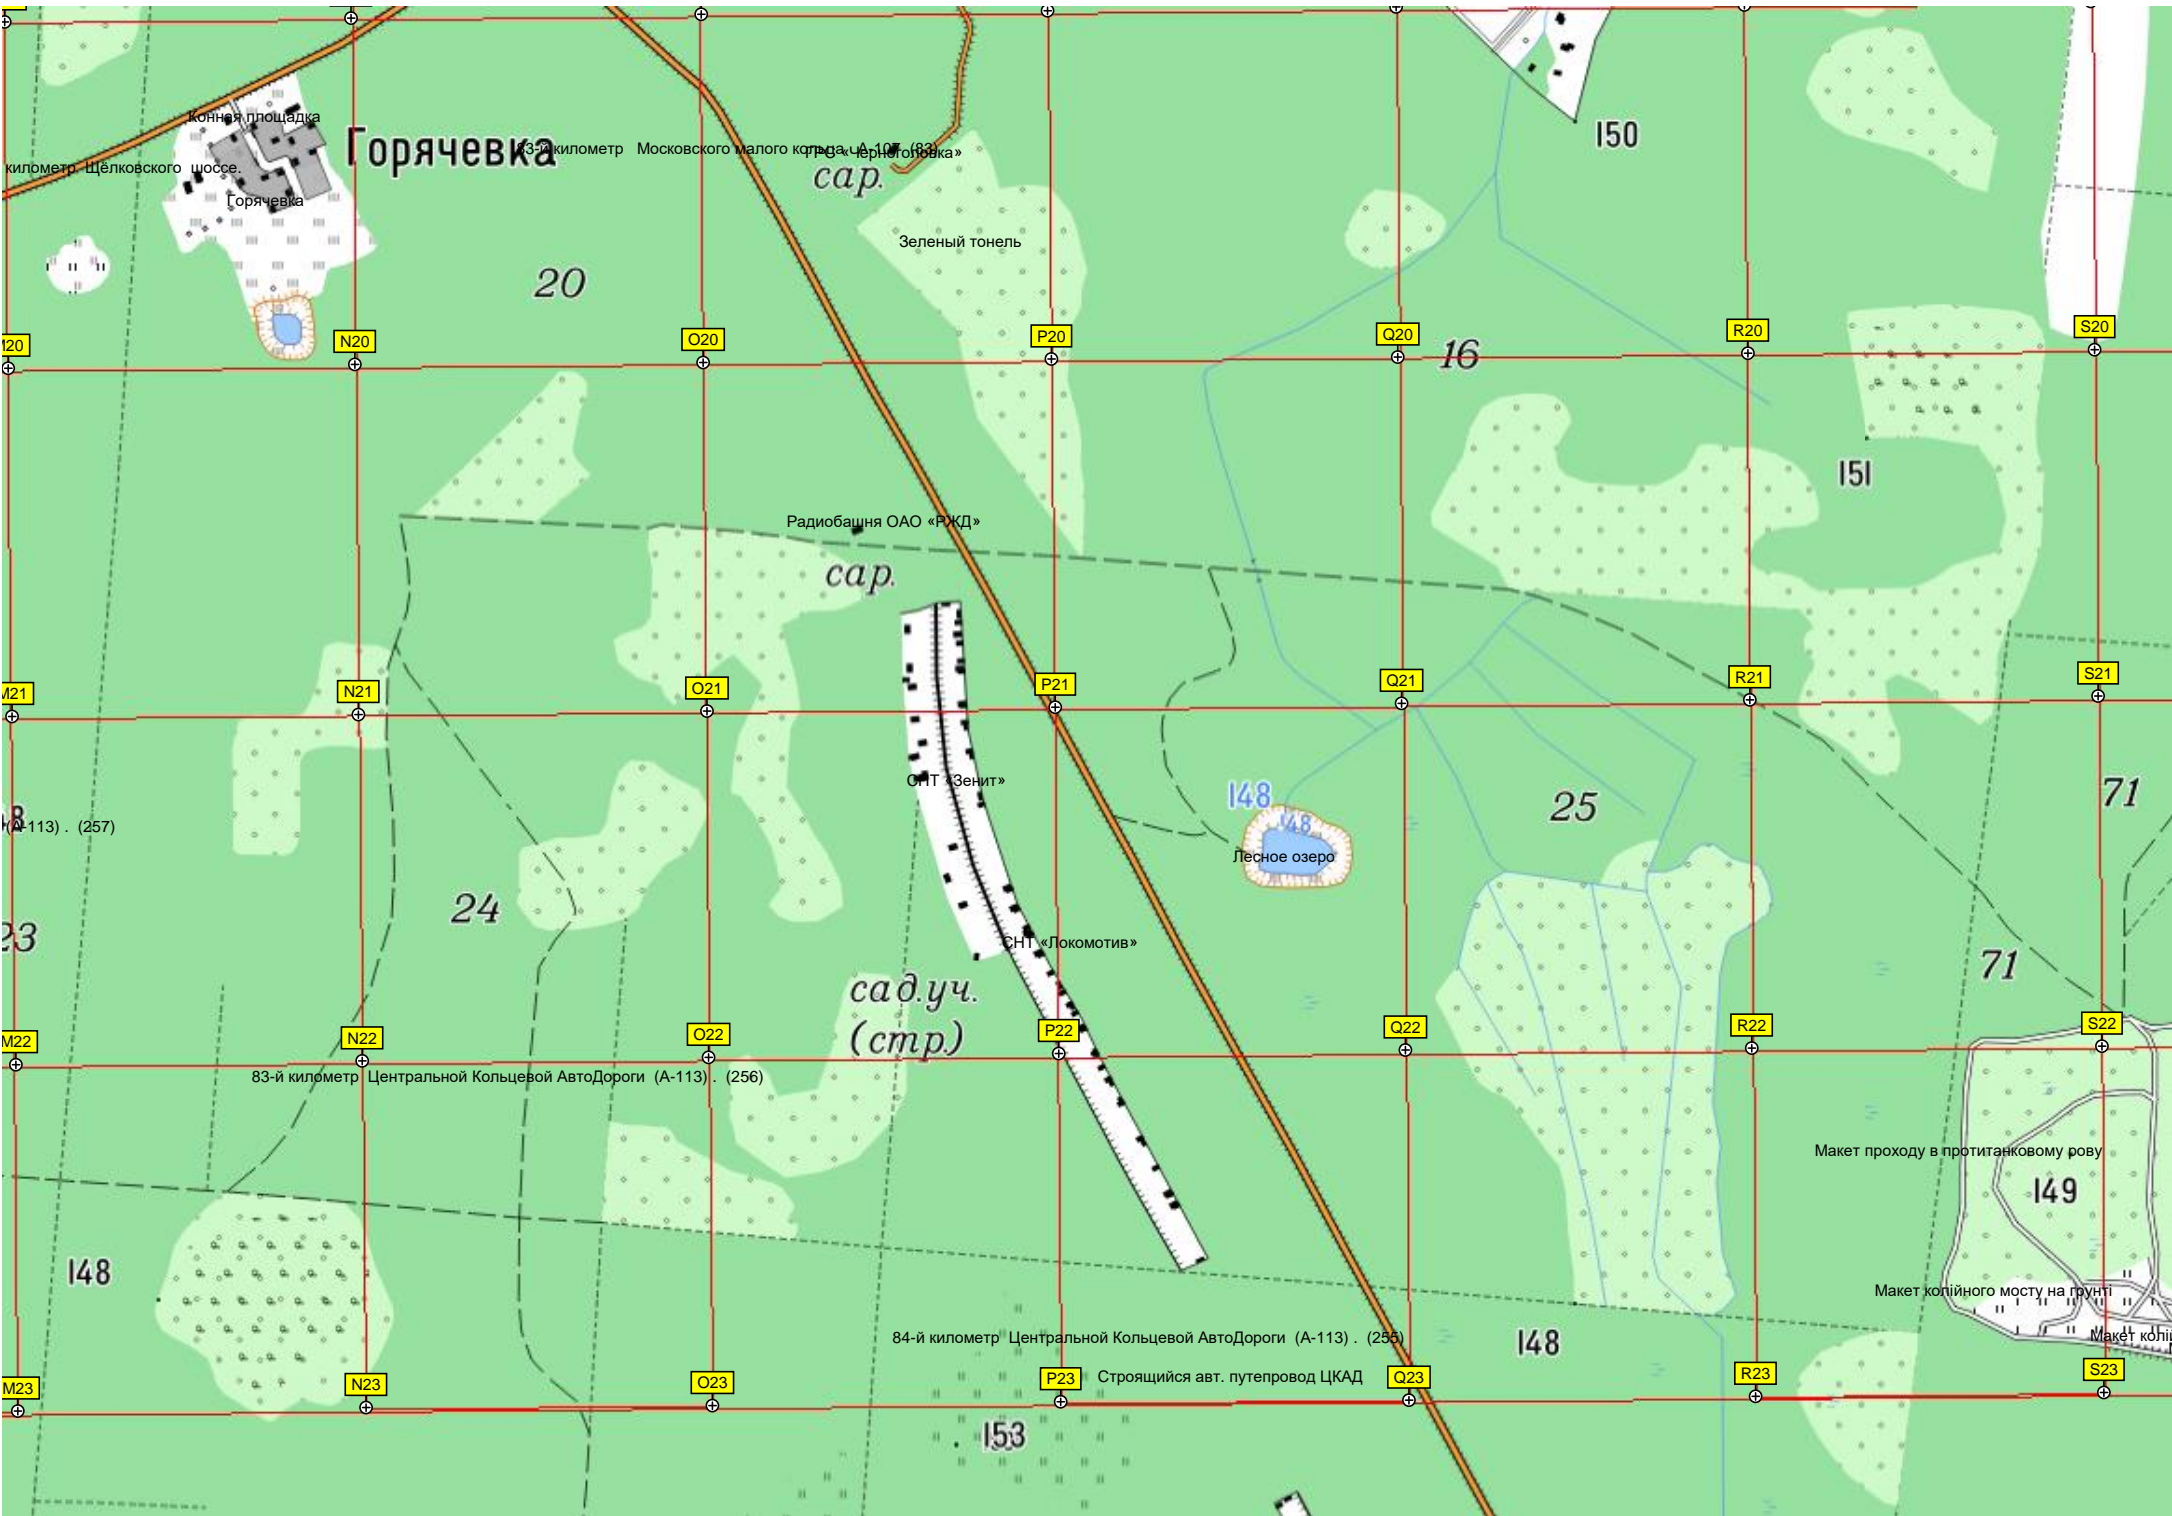 Конная площадка
Горячевка
83-й километр Московского малого кольца А-107 (83)
ГРС «Черноголовка»
километр Щёлковского шоссе.
сар.
150
Горячевка
Зеленый тонель
20
M20
N20
O20
P20
Q20
R20
S20
16
151
Радиобашня ОАО «РЖД»
сар.
M21
N21
O21
P21
Q21
R21
S21
СНТ «Зенит»
148
148
25
71
(А-113) . (257)
Лесное озеро
24
23
СНТ «Локомотив»
71
сад.уч.
(стр.)
M22
N22
O22
P22
Q22
R22
S22
83-й километр Центральной Кольцевой АвтоДороги (А-113) . (256)
Макет проходу в протитанковому рову
149
148
Макет колійного мосту на грунті
84-й километр Центральной Кольцевой АвтоДороги (А-113) . (255)
148
Макет
Строящийся авт. путепровод ЦКАД
M23
N23
O23
P23
Q23
R23
S23
153